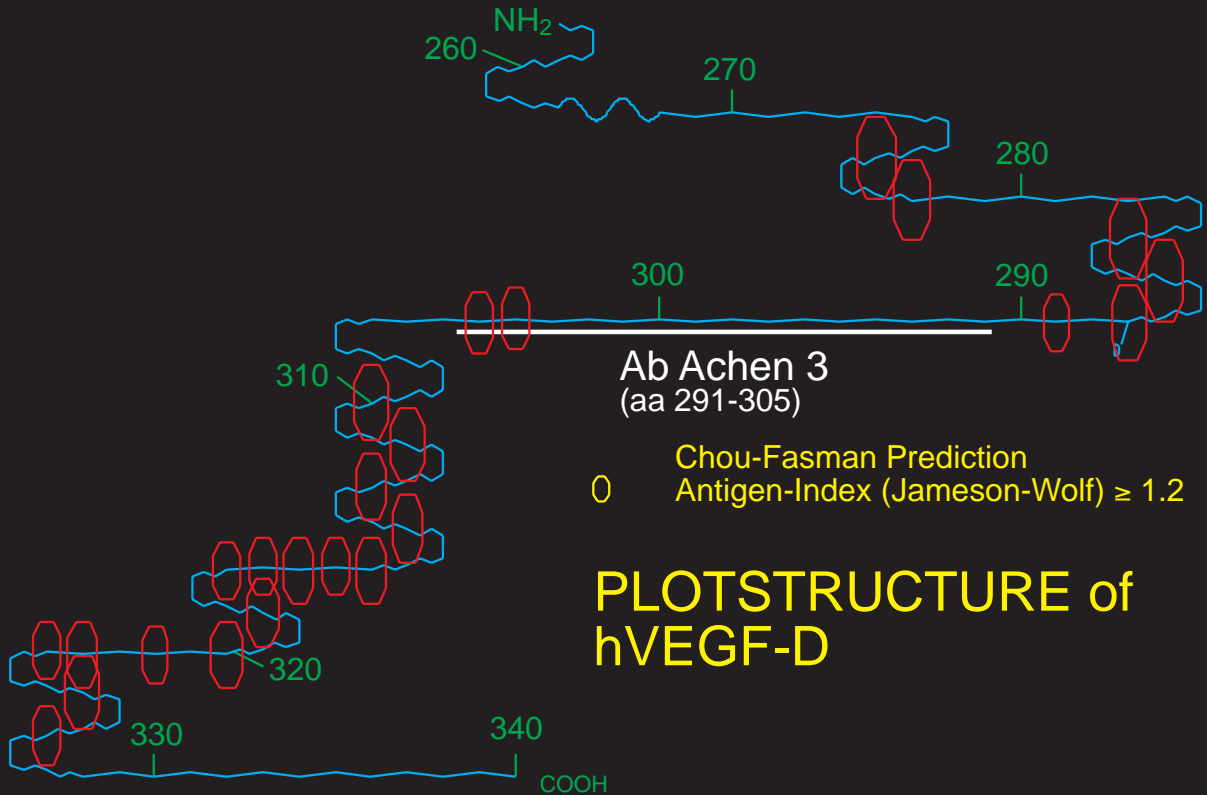 NH₂
260
270
280
300
290
Ab Achen 3
(aa 291-305)
310
Chou-Fasman Prediction
Antigen-Index (Jameson-Wolf) ≥ 1.2
PLOTSTRUCTURE of
hVEGF-D
320
330
340
COOH